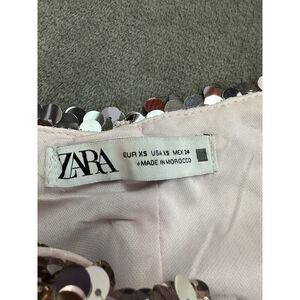 ZARA
EUR XS USA XS MEX 24
MADE IN MOROCCO